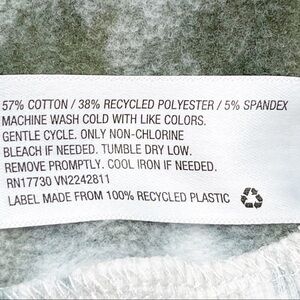 57% COTTON / 38% RECYCLED POLYESTER / 5% SPANDEX
MACHINE WASH COLD WITH LIKE COLORS.
GENTLE CYCLE. ONLY NON-CHLORINE
BLEACH IF NEEDED. TUMBLE DRY LOW.
REMOVE PROMPTLY. COOL IRON IF NEEDED.
RN17730 VN2242811
LABEL MADE FROM 100% RECYCLED PLASTIC